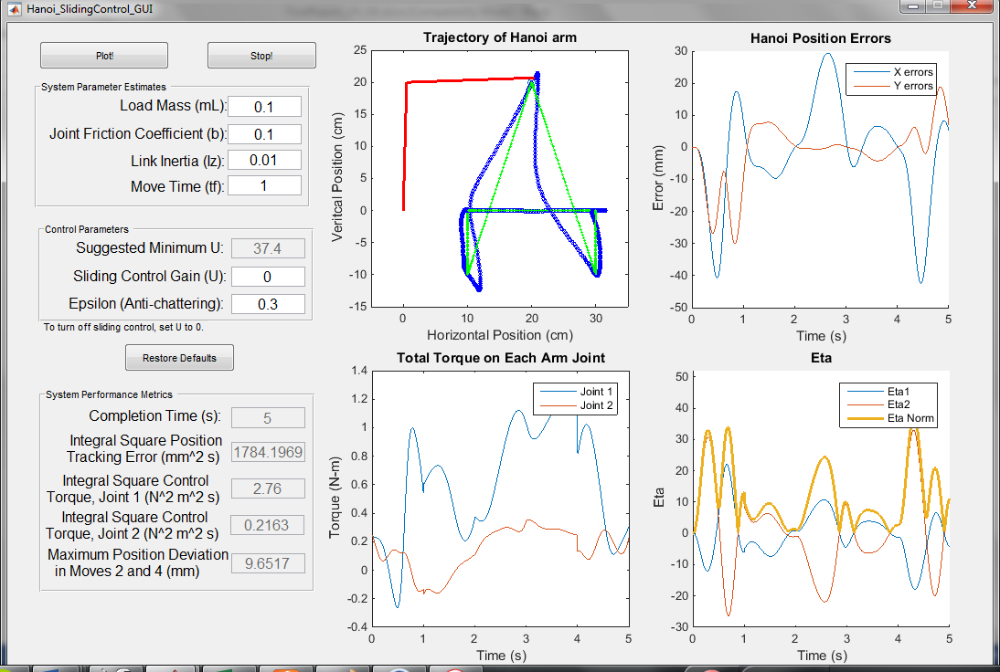 Hanoi_SlidingControl_GUI
Plot!
Stop!
System Parameter Estimates
Load Mass (mL):
0.1
Joint Friction Coefficient (b):
0.1
Link Inertia (Iz):
0.01
Move Time (tf):
1
Control Parameters
Suggested Minimum U:
37.4
Sliding Control Gain (U):
0
Epsilon (Anti-chattering):
0.3
To turn off sliding control, set U to 0.
Restore Defaults
System Performance Metrics
Completion Time (s):
5
Integral Square Position
Tracking Error (mm^2 s)
1784.1969
Integral Square Control
Torque, Joint 1 (N^2 m^2 s)
2.76
Integral Square Control
Torque, Joint 2 (N^2 m^2 s)
0.2163
Maximum Position Deviation
in Moves 2 and 4 (mm)
9.6517
Trajectory of Hanoi arm
Veritcal Position (cm)
25
20
15
10
5
0
-5
-10
-15
0
10
20
30
Horizontal Position (cm)
Hanoi Position Errors
X errors
Y errors
Error (mm)
30
20
10
0
-10
-20
-30
-40
-50
0
1
2
3
4
5
Time (s)
Total Torque on Each Arm Joint
Joint 1
Joint 2
Torque (N-m)
1.4
1.2
1
0.8
0.6
0.4
0.2
0
-0.2
-0.4
0
1
2
3
4
5
Time (s)
Eta
Eta1
Eta2
Eta Norm
Eta
50
40
30
20
10
0
-10
-20
-30
0
1
2
3
4
5
Time (s)